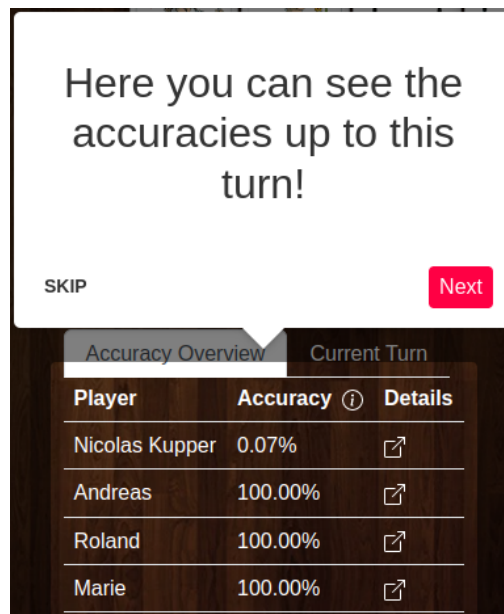 Here you can see the
accuracies up to this
turn!
SKIP
Next
Accuracy Overview
Current Turn
Player Accuracy Details
Nicolas Kupper 0.07%
Andreas 100.00%
Roland 100.00%
Marie 100.00%